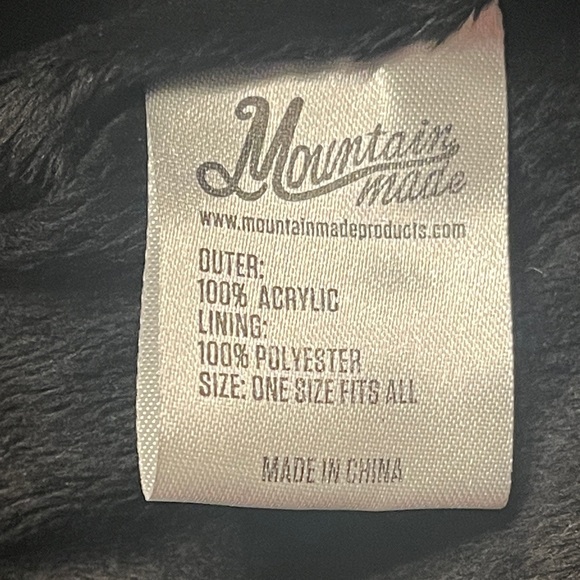 Mountain
made
www.mountainmadeproducts.com
OUTER:
100% ACRYLIC
LINING:
100% POLYESTER
SIZE: ONE SIZE FITS ALL
MADE IN CHINA